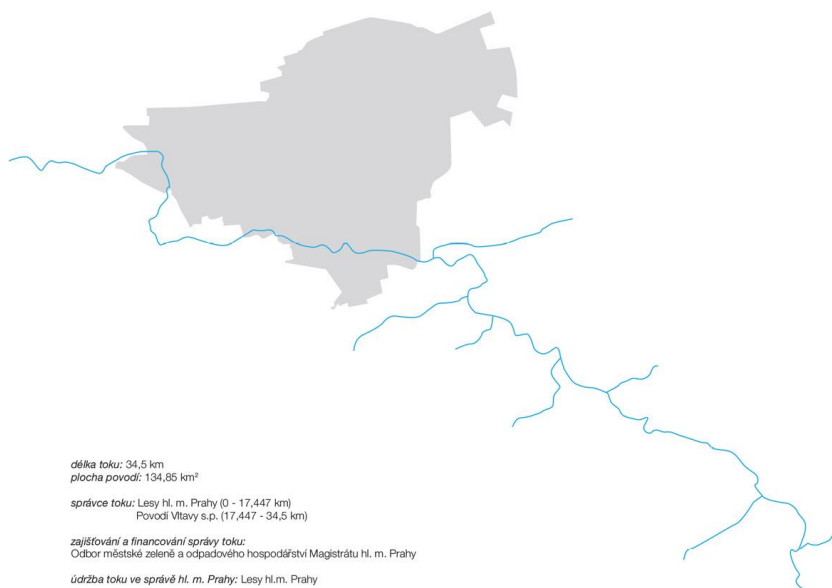 délka toku: 34,5 km
plocha povodí: 134,85 km²
správce toku: Lesy hl. m. Prahy (0 - 17,447 km)
Povodí Vltavy s.p. (17,447 - 34,5 km)
zajišťování a financování správy toku:
Odbor městské zeleně a odpadového hospodářství Magistrátu hl. m. Prahy
údržba toku ve správě hl. m. Prahy: Lesy hl.m. Prahy